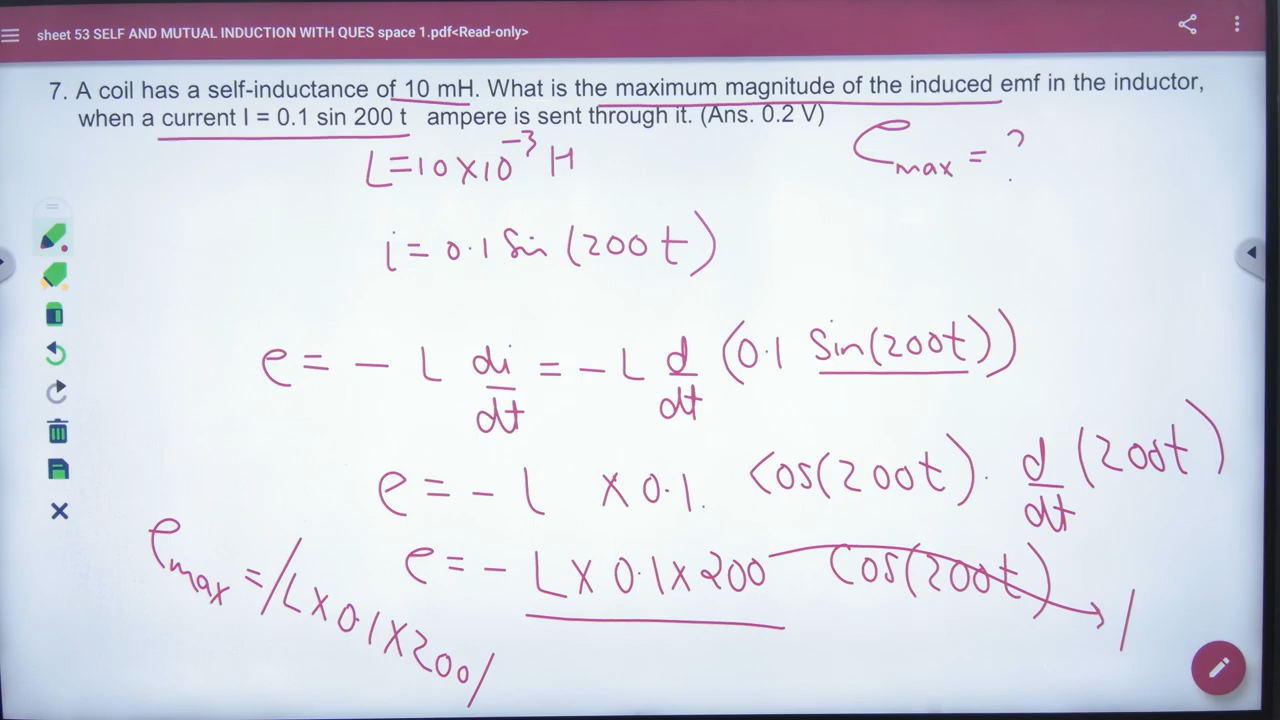 sheet 53 SELF AND MUTUAL INDUCTION WITH QUES space 1.pdf<Read-only>
7. A coil has a self-inductance of 10 mH. What is the maximum magnitude of the induced emf in the inductor,
when a current I = 0.1 sin 200 t ampere is sent through it. (Ans. 0.2 V)
L=10×10⁻³ H
e max = ?
i = 0.1 Sin (200t)
e = - L di/dt = - L d/dt (0.1 Sin(200t))
e = - L × 0.1. Cos(200t). d/dt (200t)
e = - L × 0.1 × 200 Cos(200t) → 1
e max = /L × 0.1 × 200/